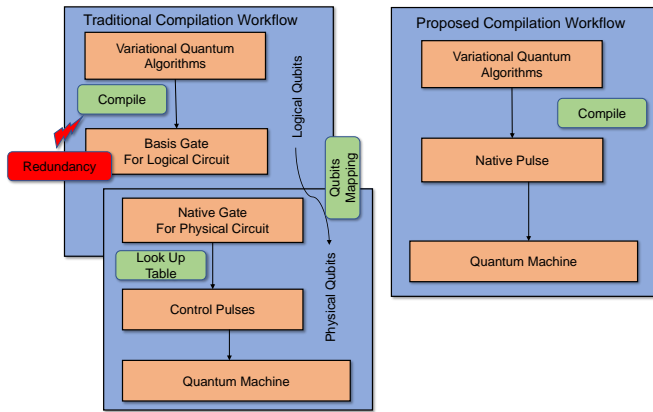 Traditional Compilation Workflow
Variational Quantum
Algorithms
Compile
Redundancy
Basis Gate
For Logical Circuit
Logical Qubits
Qubits
Mapping
Native Gate
For Physical Circuit
Look Up
Table
Physical Qubits
Control Pulses
Quantum Machine
Proposed Compilation Workflow
Variational Quantum
Algorithms
Compile
Native Pulse
Quantum Machine